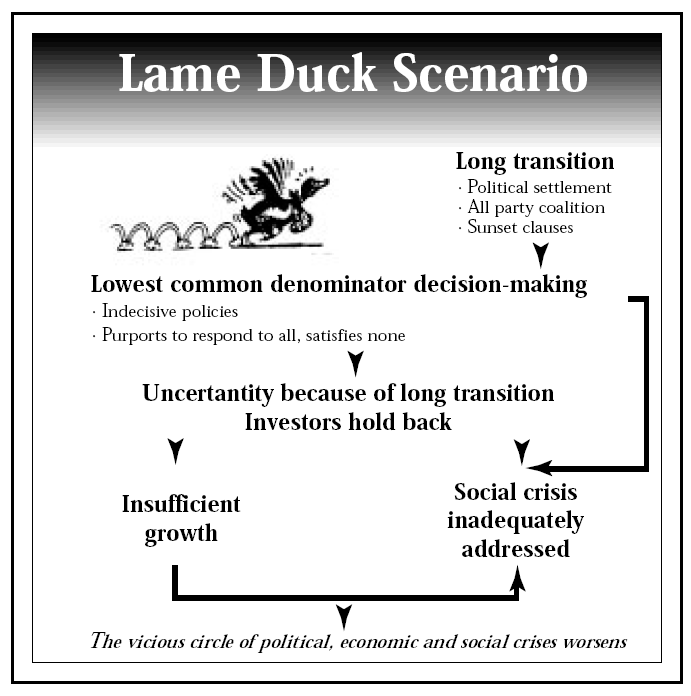 Lame Duck Scenario
Long transition
· Political settlement
· All party coalition
· Sunset clauses
Lowest common denominator decision-making
· Indecisive policies
· Purports to respond to all, satisfies none
Uncertantity because of long transition
Investors hold back
Insufficient
growth
Social crisis
inadequately
addressed
The vicious circle of political, economic and social crises worsens